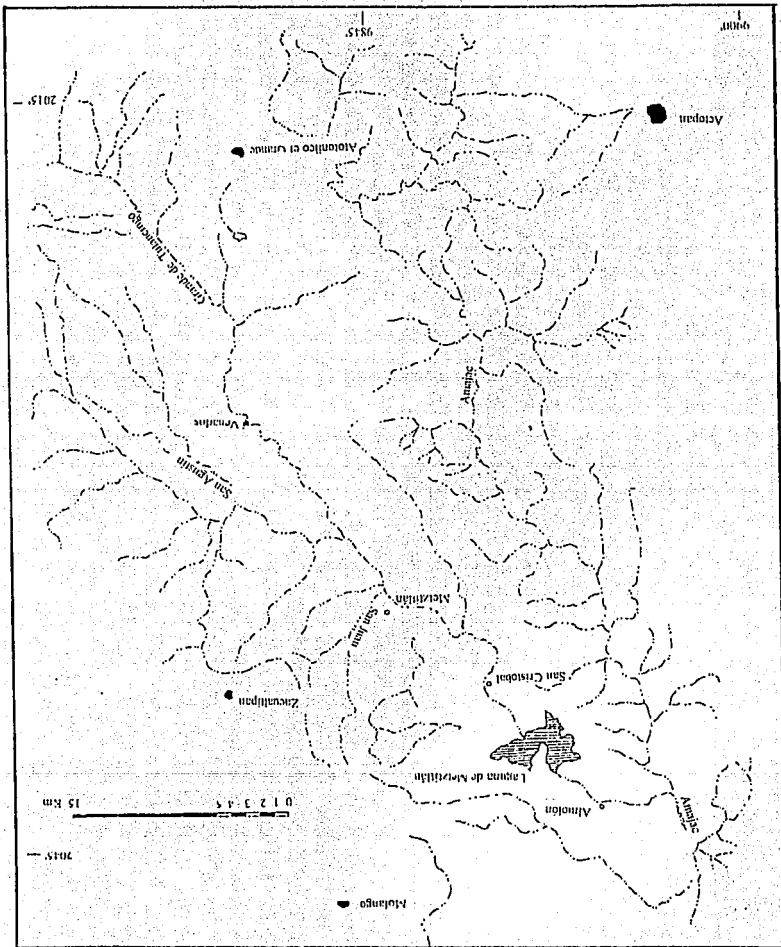 Molango
2045'
0 1 2 3 4 5 15 Km
Amajac
Almolón
Laguna de Metztitlán
Zacualtipan
San Cristobal
San Juan
Metztitlán
San Agustín
Venados
Amajac
Grande de Tulancingo
Atotonilco el Grande
Actopan
2015'
9900'
9845'